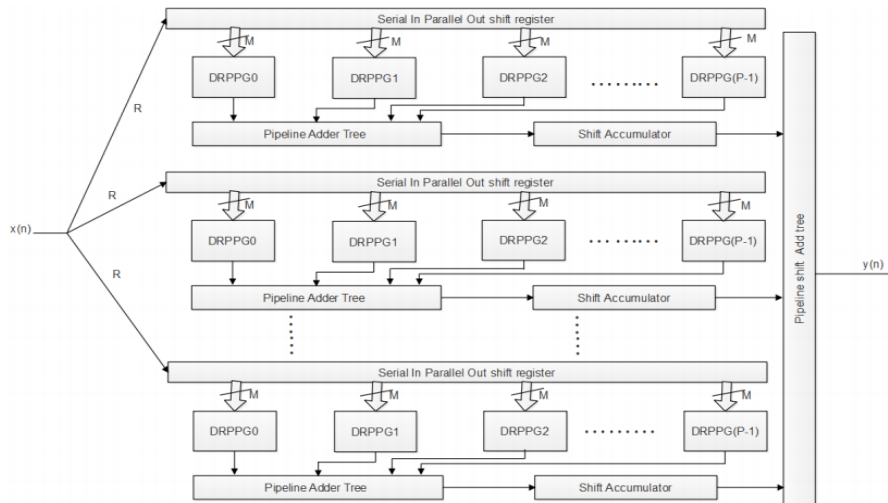 Serial In Parallel Out shift register
M M M M
DRPPG0 DRPPG1 DRPPG2 DRPPG(P-1)
R
Pipeline Adder Tree Shift Accumulator
Serial In Parallel Out shift register
R
M M M M
x(n) DRPPG0 DRPPG1 DRPPG2 DRPPG(P-1)
Pipeline shift Add tree
y(n)
R
Pipeline Adder Tree Shift Accumulator
Serial In Parallel Out shift register
M M M M
DRPPG0 DRPPG1 DRPPG2 DRPPG(P-1)
Pipeline Adder Tree Shift Accumulator